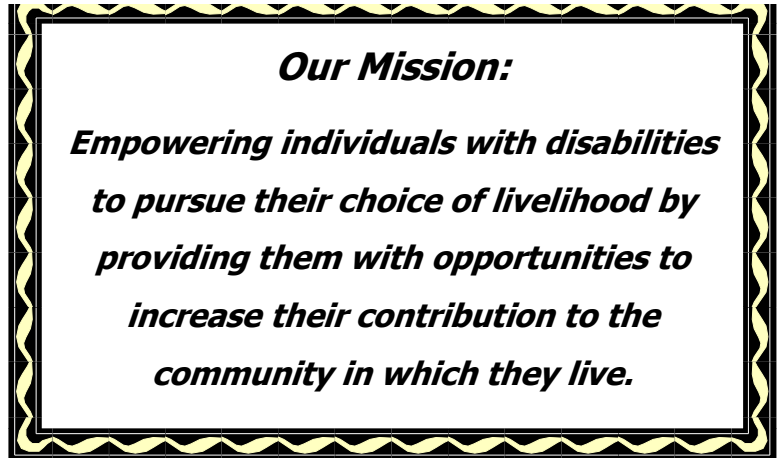 Our Mission:
Empowering individuals with disabilities
to pursue their choice of livelihood by
providing them with opportunities to
increase their contribution to the
community in which they live.